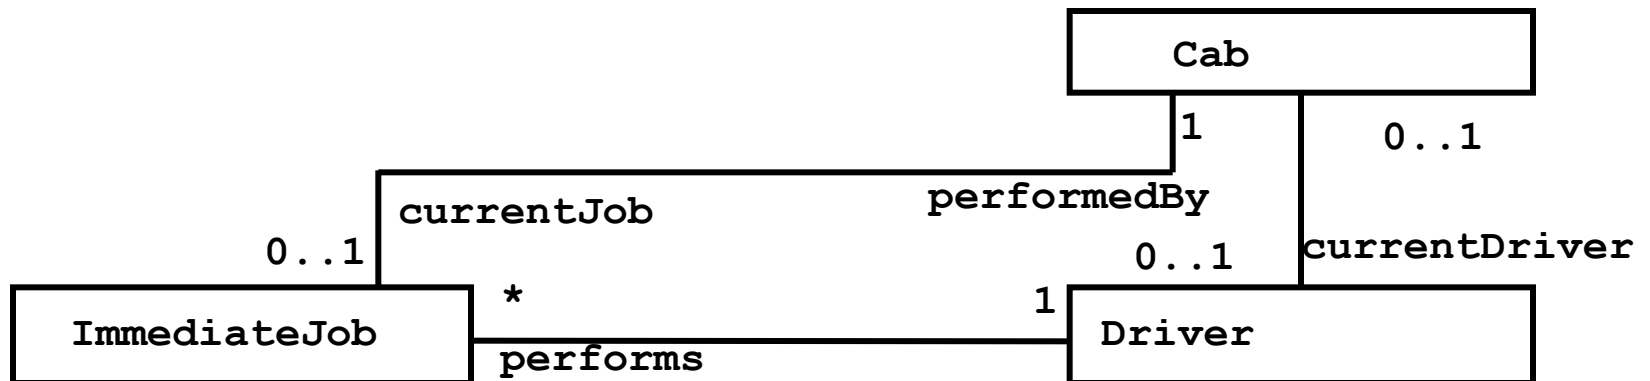 Cab
1
0..1
performedBy
currentJob
0..1
0..1
currentDriver
*
1
ImmediateJob
Driver
performs